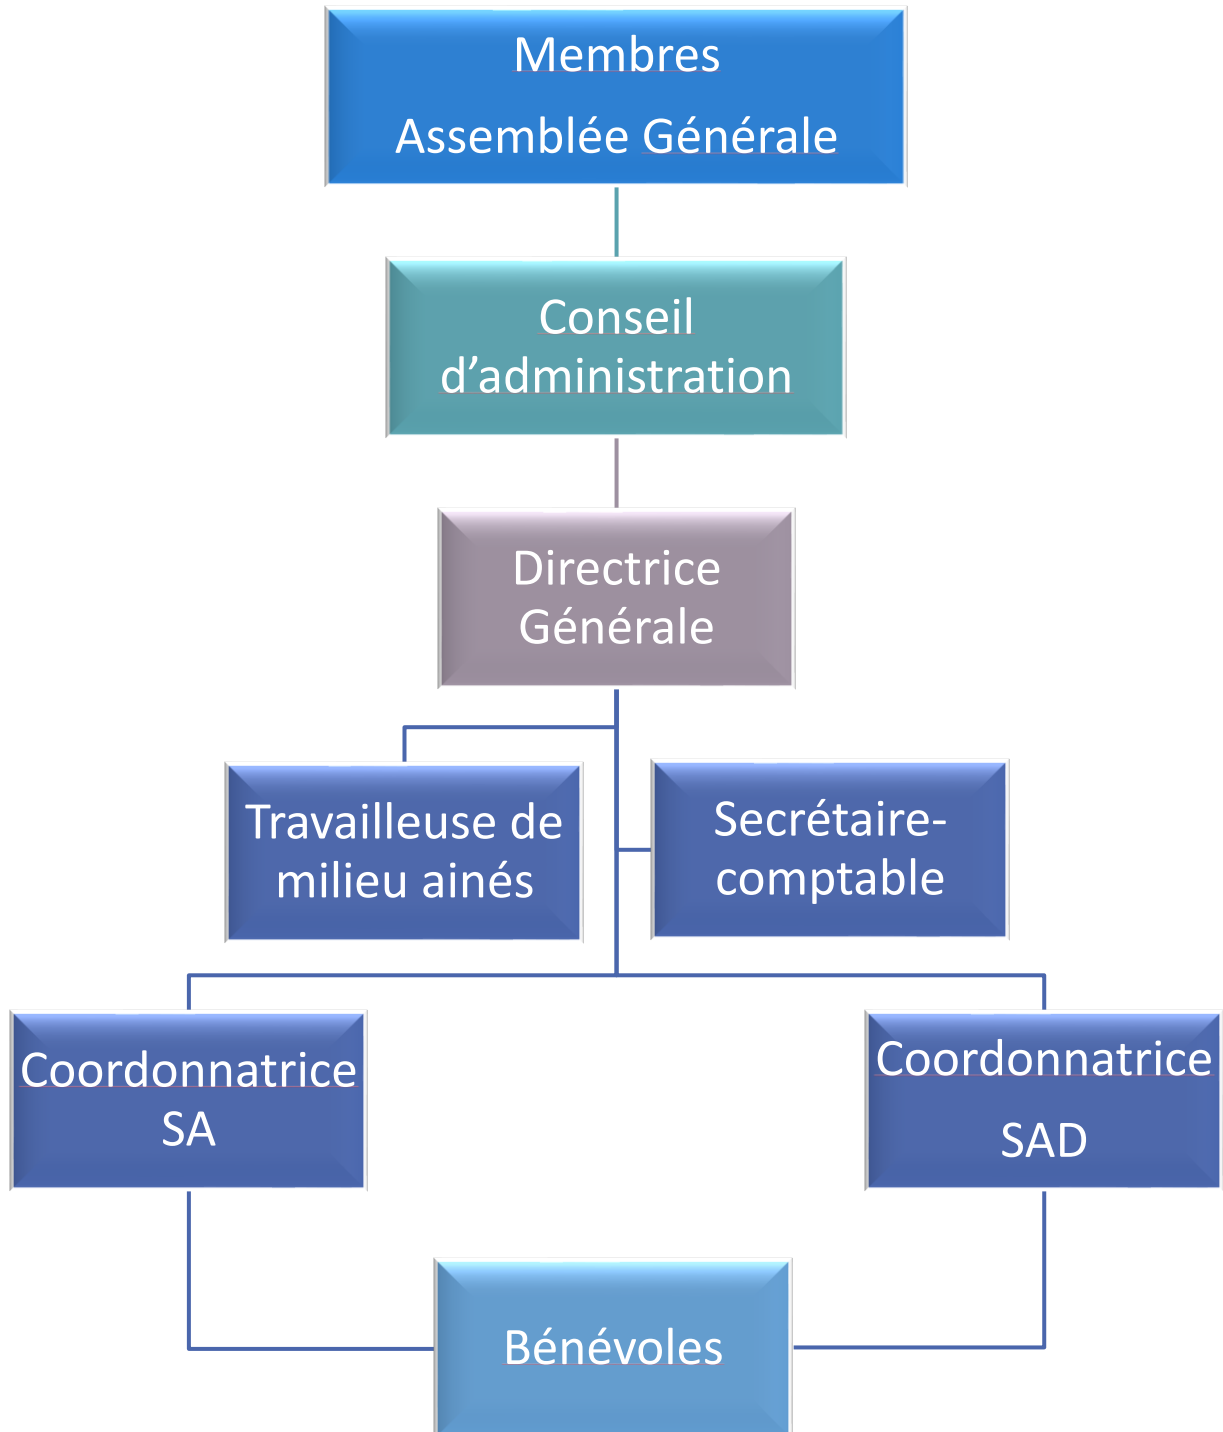 Membres
Assemblée Générale
Conseil
d’administration
Directrice
Générale
Travailleuse de
milieu ainés
Secrétaire-
comptable
Coordonnatrice
SA
Coordonnatrice
SAD
Bénévoles